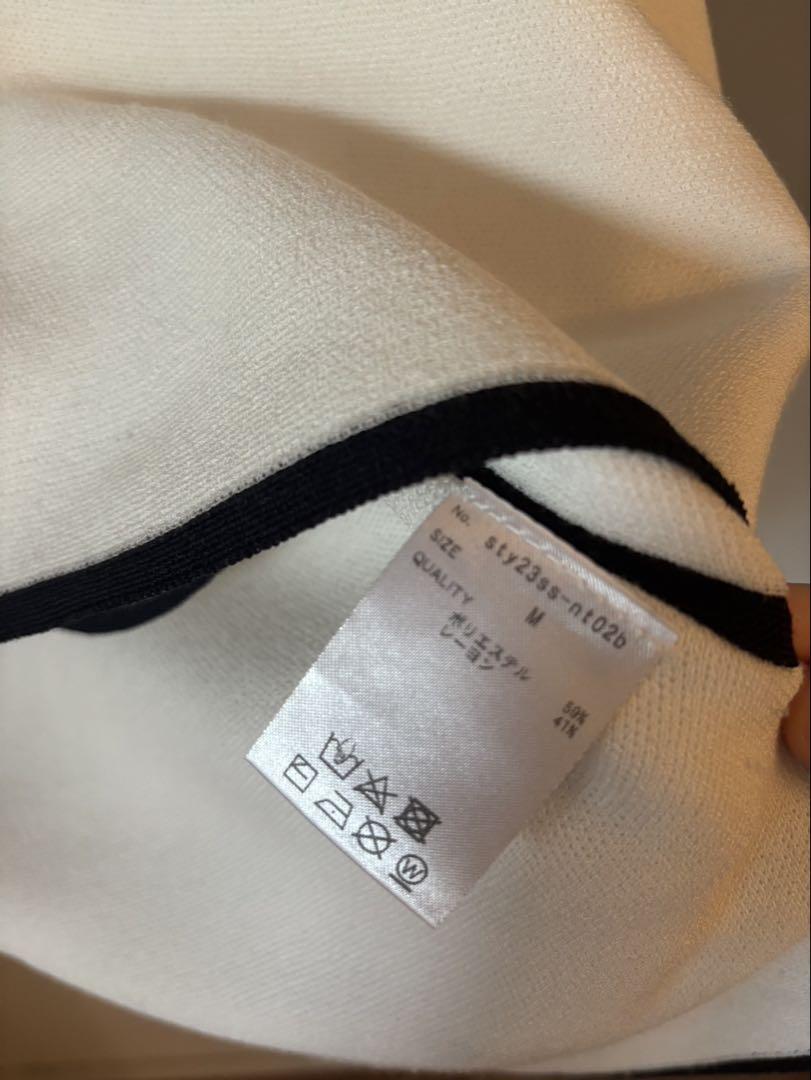 No. sty23ss-nt02b
SIZE M
QUALITY
ポリエステル 59%
レーヨン 41%
W